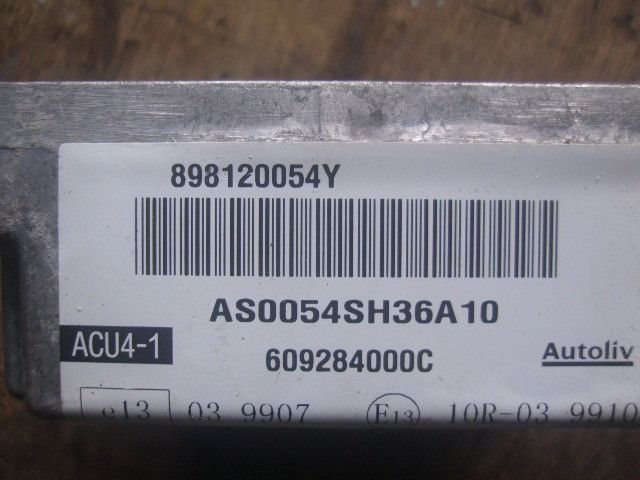 898120054Y
AS0054SH36A10
ACU4-1
609284000C
Autoliv
e13 03 9907 E13 10R-03 9910